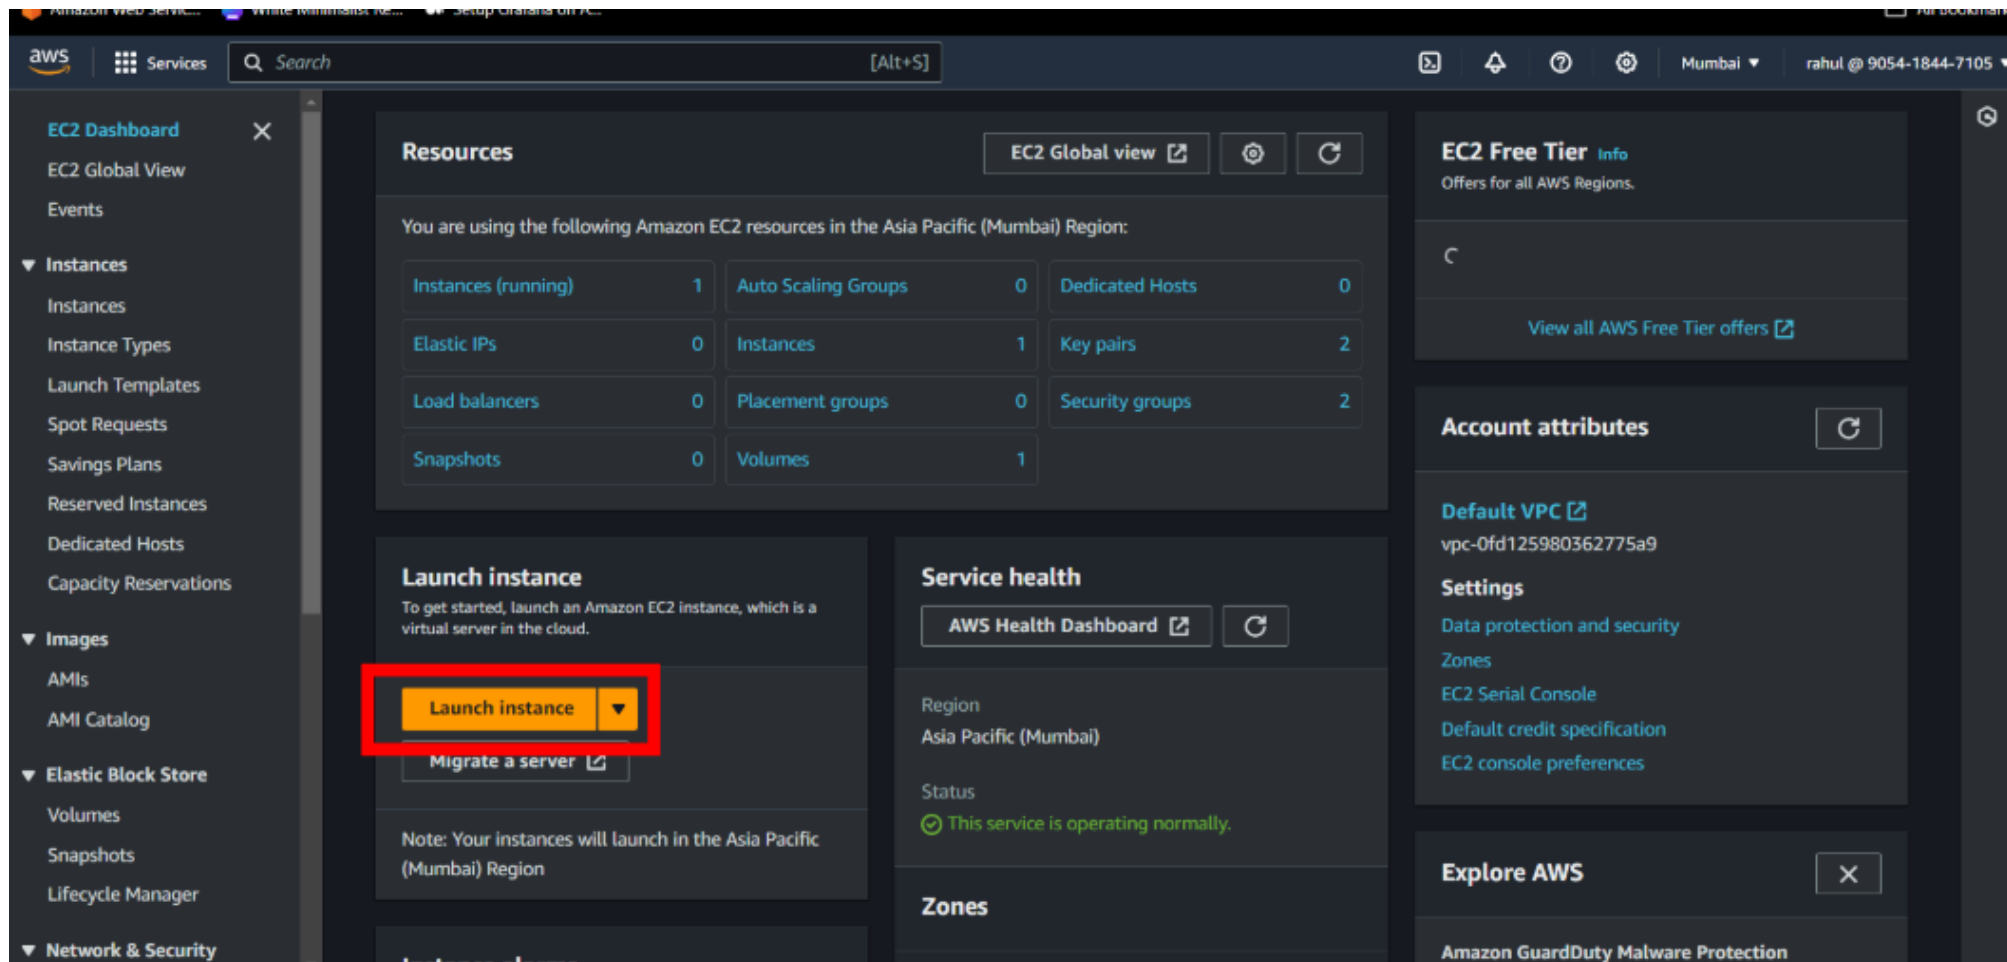 aws
Services
Search
[Alt+S]
Mumbai
rahul @ 9054-1844-7105
EC2 Dashboard
EC2 Global View
Events
Instances
Instances
Instance Types
Launch Templates
Spot Requests
Savings Plans
Reserved Instances
Dedicated Hosts
Capacity Reservations
Images
AMIs
AMI Catalog
Elastic Block Store
Volumes
Snapshots
Lifecycle Manager
Network & Security
Resources
EC2 Global view
You are using the following Amazon EC2 resources in the Asia Pacific (Mumbai) Region:
Instances (running) 1
Auto Scaling Groups 0
Dedicated Hosts 0
Elastic IPs 0
Instances 1
Key pairs 2
Load balancers 0
Placement groups 0
Security groups 2
Snapshots 0
Volumes 1
Launch instance
To get started, launch an Amazon EC2 instance, which is a
virtual server in the cloud.
Launch instance
Migrate a server
Note: Your instances will launch in the Asia Pacific
(Mumbai) Region
Service health
AWS Health Dashboard
Region
Asia Pacific (Mumbai)
Status
This service is operating normally.
Zones
EC2 Free Tier Info
Offers for all AWS Regions.
View all AWS Free Tier offers
Account attributes
Default VPC
vpc-0fd125980362775a9
Settings
Data protection and security
Zones
EC2 Serial Console
Default credit specification
EC2 console preferences
Explore AWS
Amazon GuardDuty Malware Protection